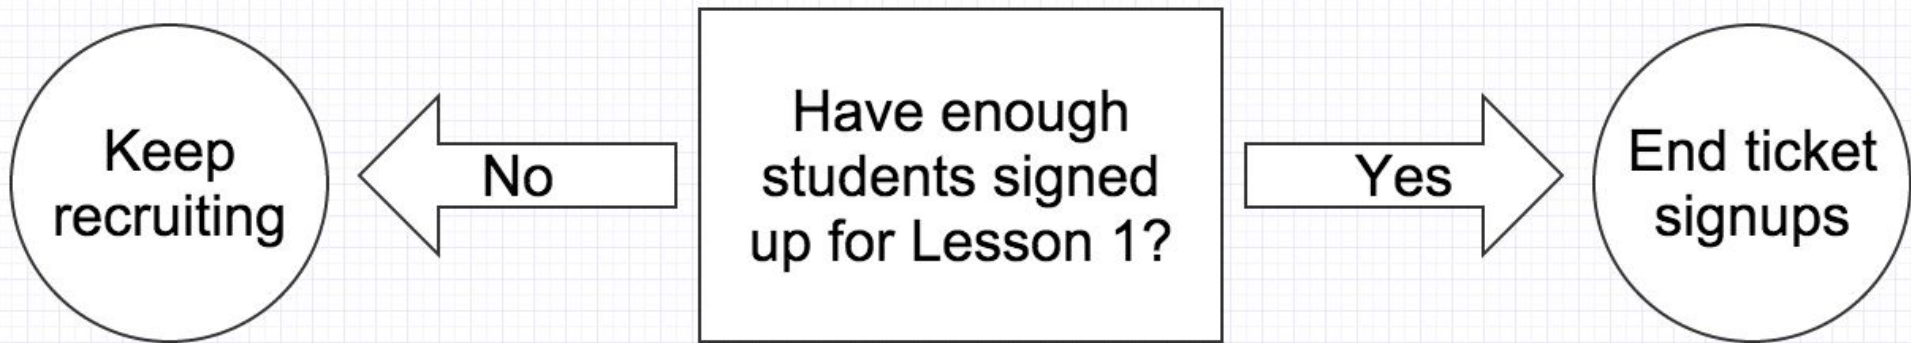 Keep
recruiting
No
Have enough
students signed
up for Lesson 1?
Yes
End ticket
signups